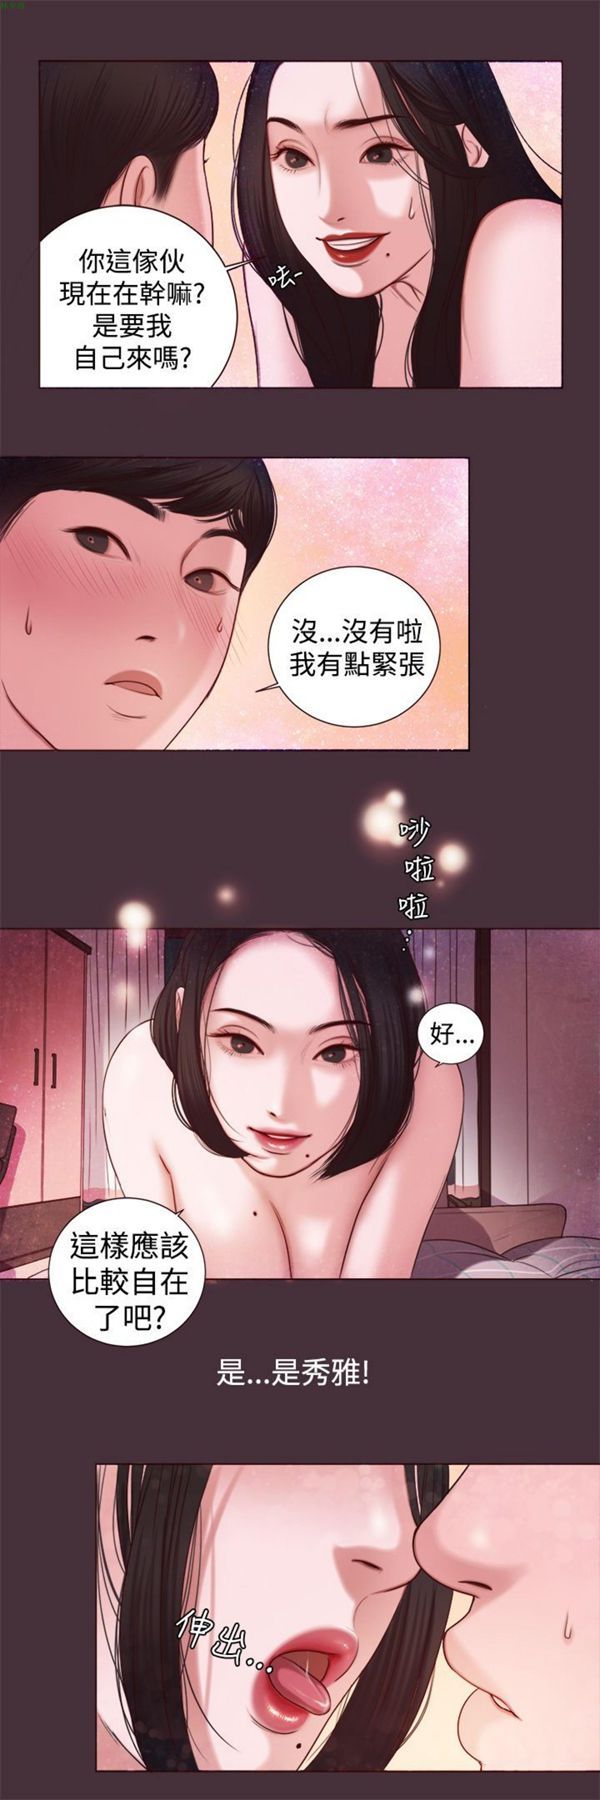 你這傢伙
現在在幹嘛?
是要我
自己來嗎?
呿~
沒...沒有啦
我有點緊張
唦啦啦...
好...
這樣應該
比較自在
了吧?
是...是秀雅!
伸出...